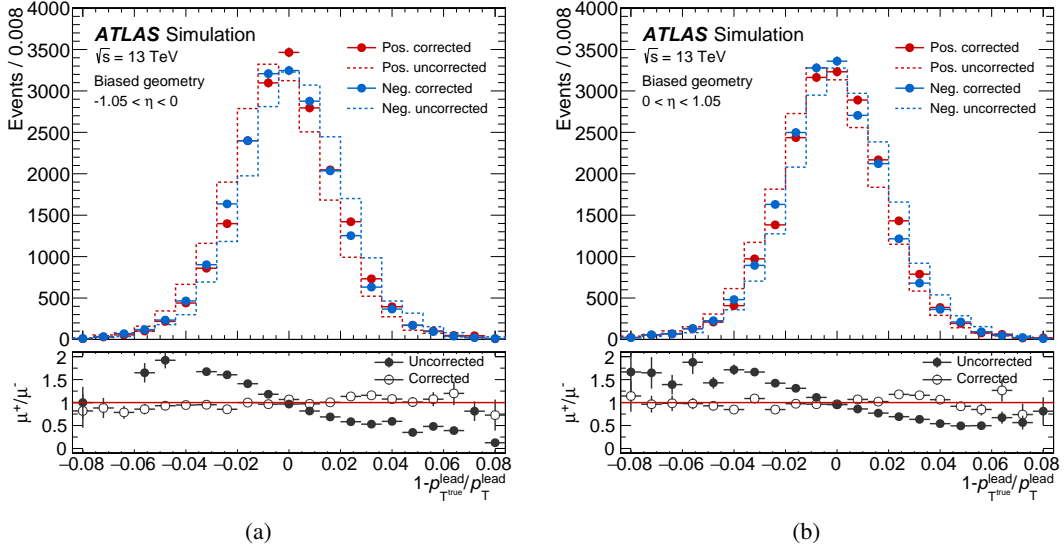 Events / 0.008
4000
3500
3000
2500
2000
1500
1000
500
0
ATLAS Simulation
√s = 13 TeV
Biased geometry
-1.05 < η < 0
Pos. corrected
Pos. uncorrected
Neg. corrected
Neg. uncorrected
μ⁺/μ⁻
2
1.5
1
0.5
0
Uncorrected
Corrected
−0.08 −0.06 −0.04 −0.02 0 0.02 0.04 0.06 0.08
1-p_T^true^lead/p_T^lead
(a)
Events / 0.008
4000
3500
3000
2500
2000
1500
1000
500
0
ATLAS Simulation
√s = 13 TeV
Biased geometry
0 < η < 1.05
Pos. corrected
Pos. uncorrected
Neg. corrected
Neg. uncorrected
μ⁺/μ⁻
2
1.5
1
0.5
0
Uncorrected
Corrected
−0.08 −0.06 −0.04 −0.02 0 0.02 0.04 0.06 0.08
1-p_T^true^lead/p_T^lead
(b)